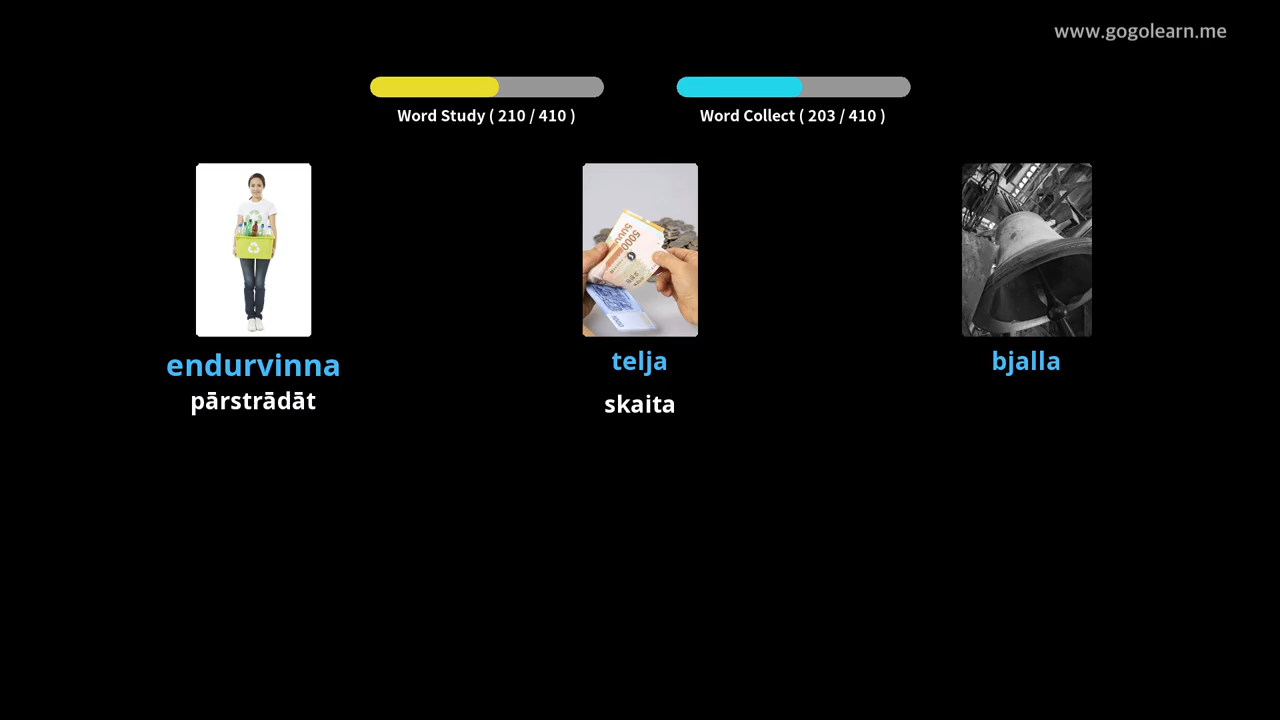 www.gogolearn.me
Word Study ( 210 / 410 )
Word Collect ( 203 / 410 )
endurvinna
pārstrādāt
telja
skaita
bjalla